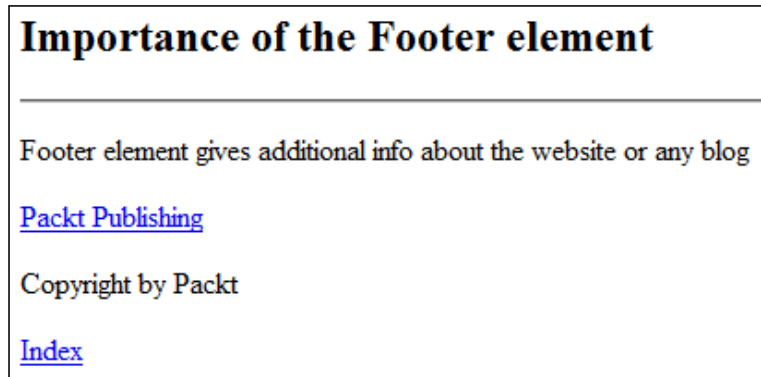 Importance of the Footer element
Footer element gives additional info about the website or any blog
Packt Publishing
Copyright by Packt
Index